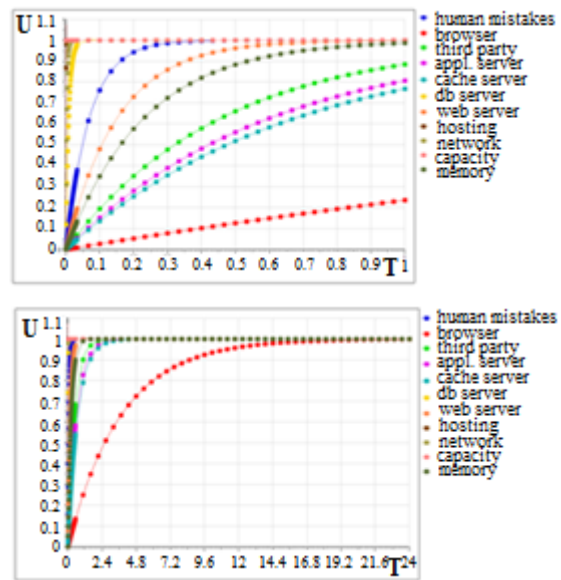 U 1.1
1
0.9
0.8
0.7
0.6
0.5
0.4
0.3
0.2
0.1
0
0 0.1 0.2 0.3 0.4 0.5 0.6 0.7 0.8 0.9 T 1
human mistakes
browser
third party
appl. server
cache server
db server
web server
hosting
network
capacity
memory
U 1.1
1
0.9
0.8
0.7
0.6
0.5
0.4
0.3
0.2
0.1
0
0 2.4 4.8 7.2 9.6 12 14.4 16.8 19.2 21.6 T 24
human mistakes
browser
third party
appl. server
cache server
db server
web server
hosting
network
capacity
memory